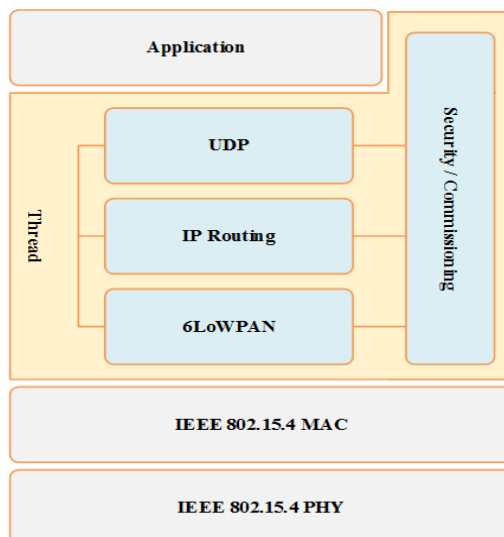 Application
UDP
Security / Commissioning
Thread
IP Routing
6LoWPAN
IEEE 802.15.4 MAC
IEEE 802.15.4 PHY